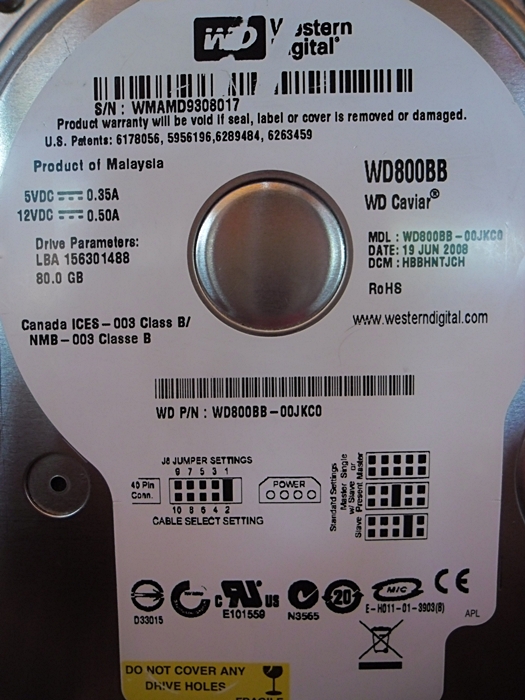 WD Western
Digital
S/N : WMAMD9308017
Product warranty will be void if seal, label or cover is removed or damaged.
U.S. Patents: 6178056, 5956196,6289484, 6263459
Product of Malaysia
5VDC 0.35A
12VDC 0.50A
Drive Parameters:
LBA 156301488
80.0 GB
WD800BB
WD Caviar®
MDL : WD800BB-00JKC0
DATE: 19 JUN 2008
DCM : HBBHNTJCH
RoHS
Canada ICES-003 Class B/
NMB-003 Classe B
www.westerndigital.com
WD P/N : WD800BB-00JKC0
J8 JUMPER SETTINGS
9 7 5 3 1
40 Pin
Conn.
10 8 6 4 2
CABLE SELECT SETTING
POWER
Standard Settings
Master Single
Master
w/ Slave or
Slave Present
D33015
c UL US
E101559
N3565
20
MIC
E-H011-01-3903(B)
CE
APL
DO NOT COVER ANY
DRIVE HOLES
FRAGILE